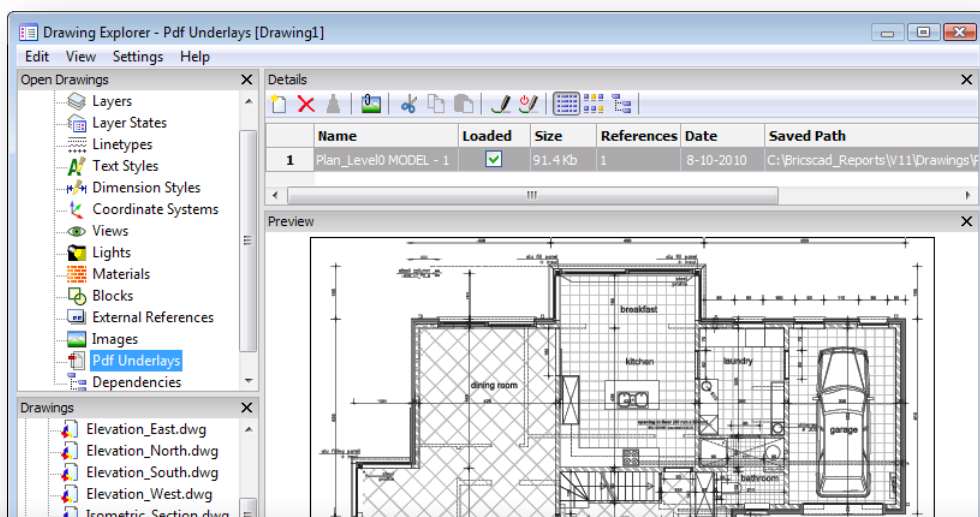 Drawing Explorer - Pdf Underlays [Drawing1]
Edit View Settings Help
Open Drawings
Layers
Layer States
Linetypes
Text Styles
Dimension Styles
Coordinate Systems
Views
Lights
Materials
Blocks
External References
Images
Pdf Underlays
Dependencies
Drawings
Elevation_East.dwg
Elevation_North.dwg
Elevation_South.dwg
Elevation_West.dwg
Isometric_Section.dwg
Details
Name Loaded Size References Date Saved Path
1 Plan_Level0 MODEL - 1 91.4 Kb 1 8-10-2010 C:\Bricscad_Reports\V11\Drawings\P
Preview
breakfast
kitchen
laundry
dining room
garage
bathroom